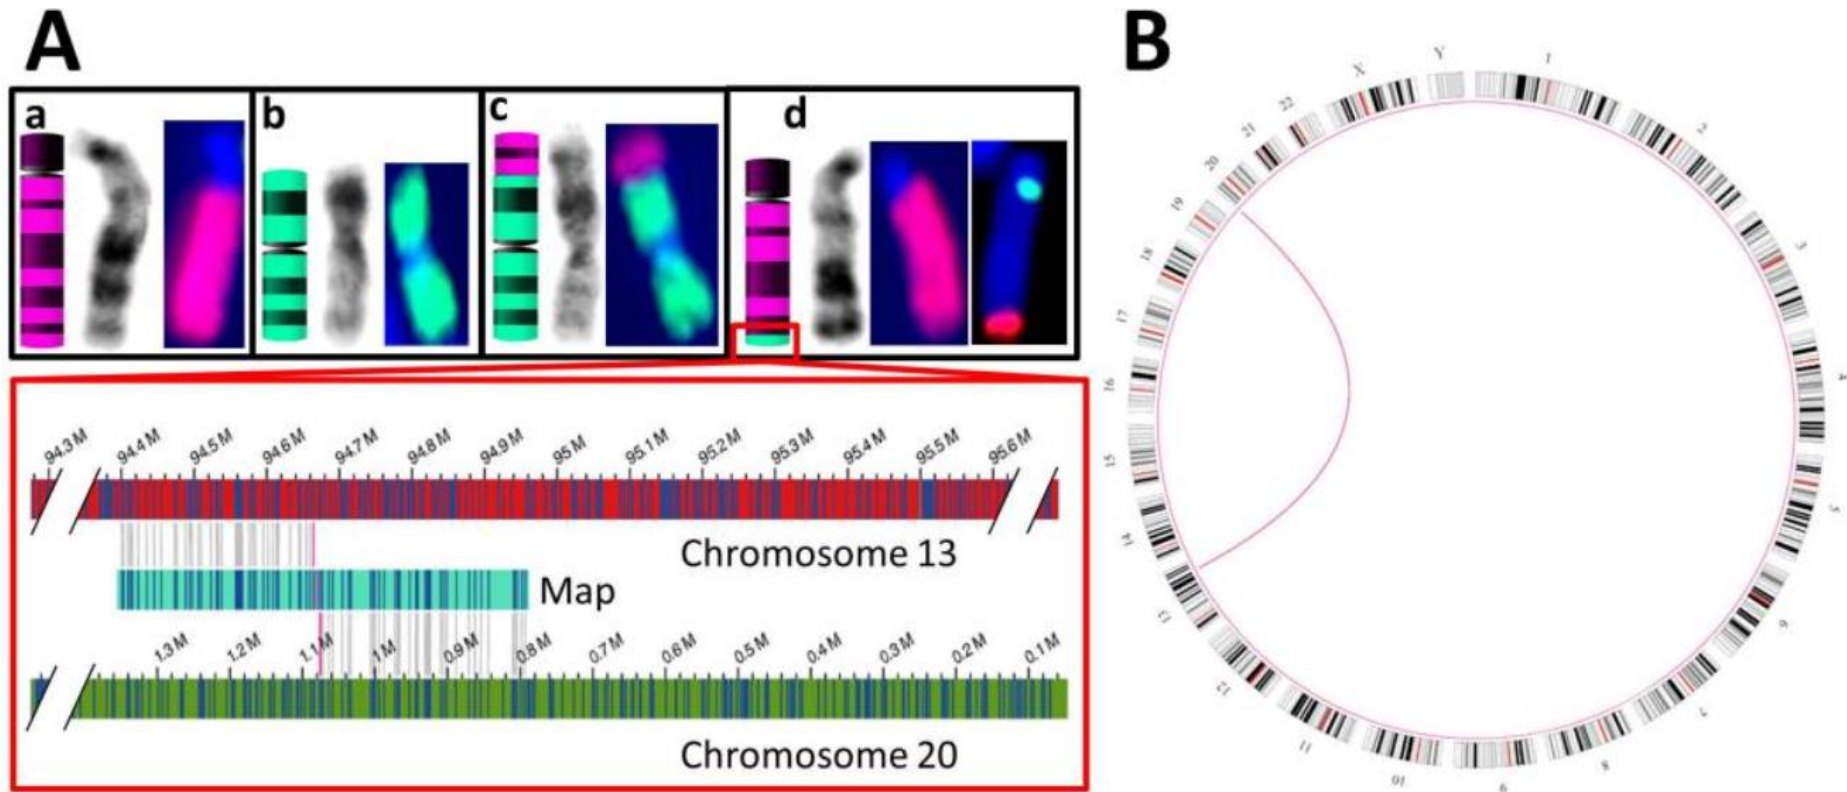 A
a
b
c
d
94.3 M
94.4 M
94.5 M
94.6 M
94.7 M
94.8 M
94.9 M
95 M
95.1 M
95.2 M
95.3 M
95.4 M
95.5 M
95.6 M
Chromosome 13
Map
1.3 M
1.2 M
1.1 M
1 M
0.9 M
0.8 M
0.7 M
0.6 M
0.5 M
0.4 M
0.3 M
0.2 M
0.1 M
Chromosome 20
B
1
2
3
4
5
6
7
8
9
10
11
12
13
14
15
16
17
18
19
20
21
22
X
Y